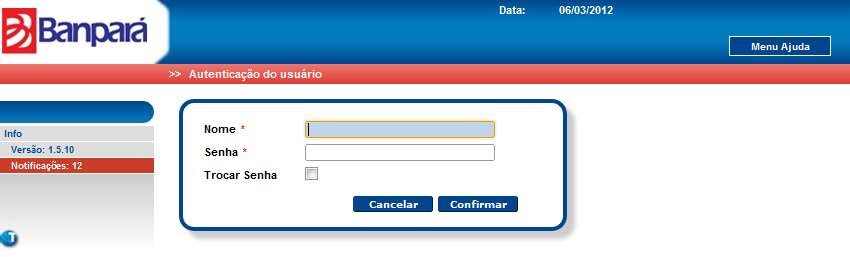 Data: 06/03/2012
Banpará
Menu Ajuda
>> Autenticação do usuário
Info
Versão: 1.5.10
Notificações: 12
Nome *
Senha *
Trocar Senha
Cancelar Confirmar